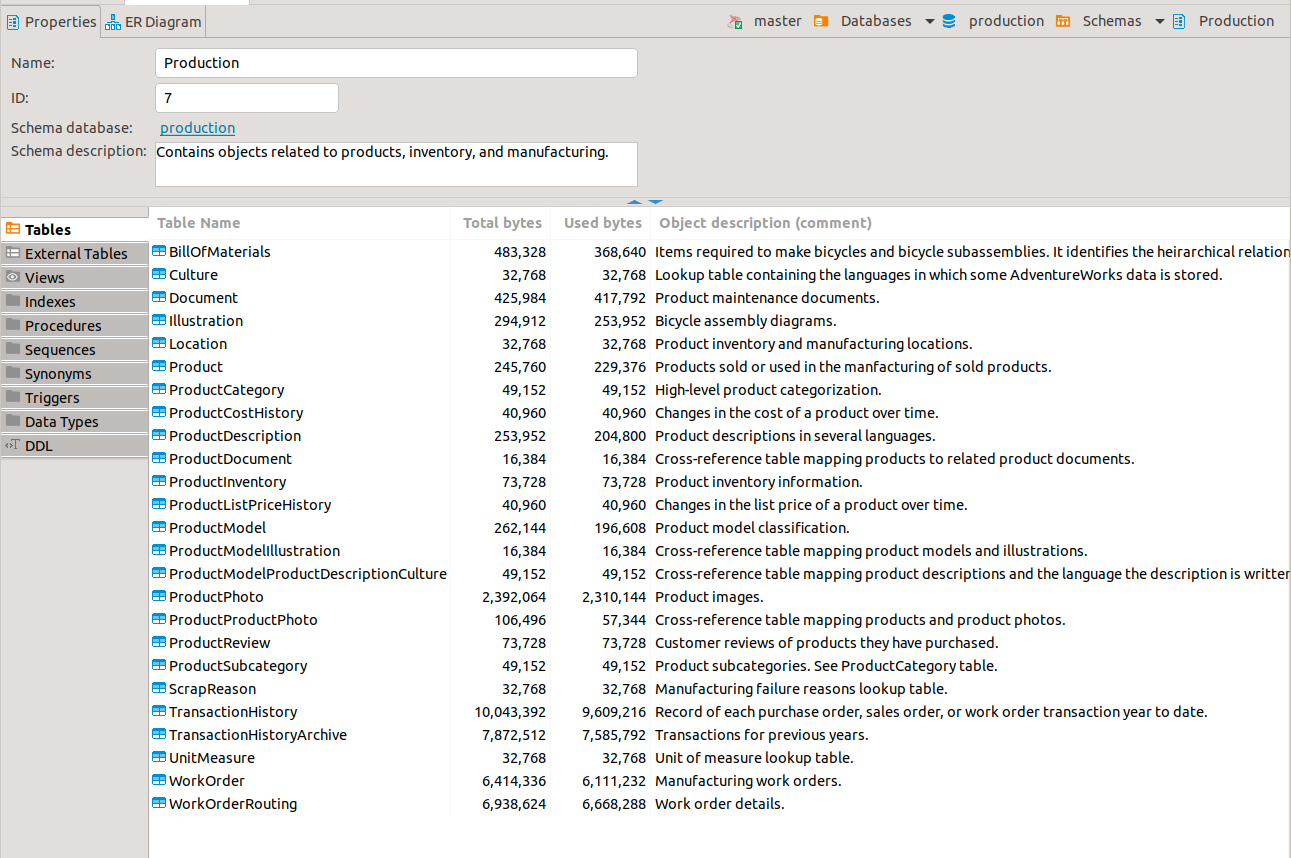 Properties ER Diagram master Databases production Schemas Production
Name: Production
ID: 7
Schema database: production
Schema description: Contains objects related to products, inventory, and manufacturing.
Tables
External Tables
Views
Indexes
Procedures
Sequences
Synonyms
Triggers
Data Types
DDL
Table Name Total bytes Used bytes Object description (comment)
BillOfMaterials 483,328 368,640 Items required to make bicycles and bicycle subassemblies. It identifies the heirarchical relation
Culture 32,768 32,768 Lookup table containing the languages in which some AdventureWorks data is stored.
Document 425,984 417,792 Product maintenance documents.
Illustration 294,912 253,952 Bicycle assembly diagrams.
Location 32,768 32,768 Product inventory and manufacturing locations.
Product 245,760 229,376 Products sold or used in the manfacturing of sold products.
ProductCategory 49,152 49,152 High-level product categorization.
ProductCostHistory 40,960 40,960 Changes in the cost of a product over time.
ProductDescription 253,952 204,800 Product descriptions in several languages.
ProductDocument 16,384 16,384 Cross-reference table mapping products to related product documents.
ProductInventory 73,728 73,728 Product inventory information.
ProductListPriceHistory 40,960 40,960 Changes in the list price of a product over time.
ProductModel 262,144 196,608 Product model classification.
ProductModelIllustration 16,384 16,384 Cross-reference table mapping product models and illustrations.
ProductModelProductDescriptionCulture 49,152 49,152 Cross-reference table mapping product descriptions and the language the description is written
ProductPhoto 2,392,064 2,310,144 Product images.
ProductProductPhoto 106,496 57,344 Cross-reference table mapping products and product photos.
ProductReview 73,728 73,728 Customer reviews of products they have purchased.
ProductSubcategory 49,152 49,152 Product subcategories. See ProductCategory table.
ScrapReason 32,768 32,768 Manufacturing failure reasons lookup table.
TransactionHistory 10,043,392 9,609,216 Record of each purchase order, sales order, or work order transaction year to date.
TransactionHistoryArchive 7,872,512 7,585,792 Transactions for previous years.
UnitMeasure 32,768 32,768 Unit of measure lookup table.
WorkOrder 6,414,336 6,111,232 Manufacturing work orders.
WorkOrderRouting 6,938,624 6,668,288 Work order details.